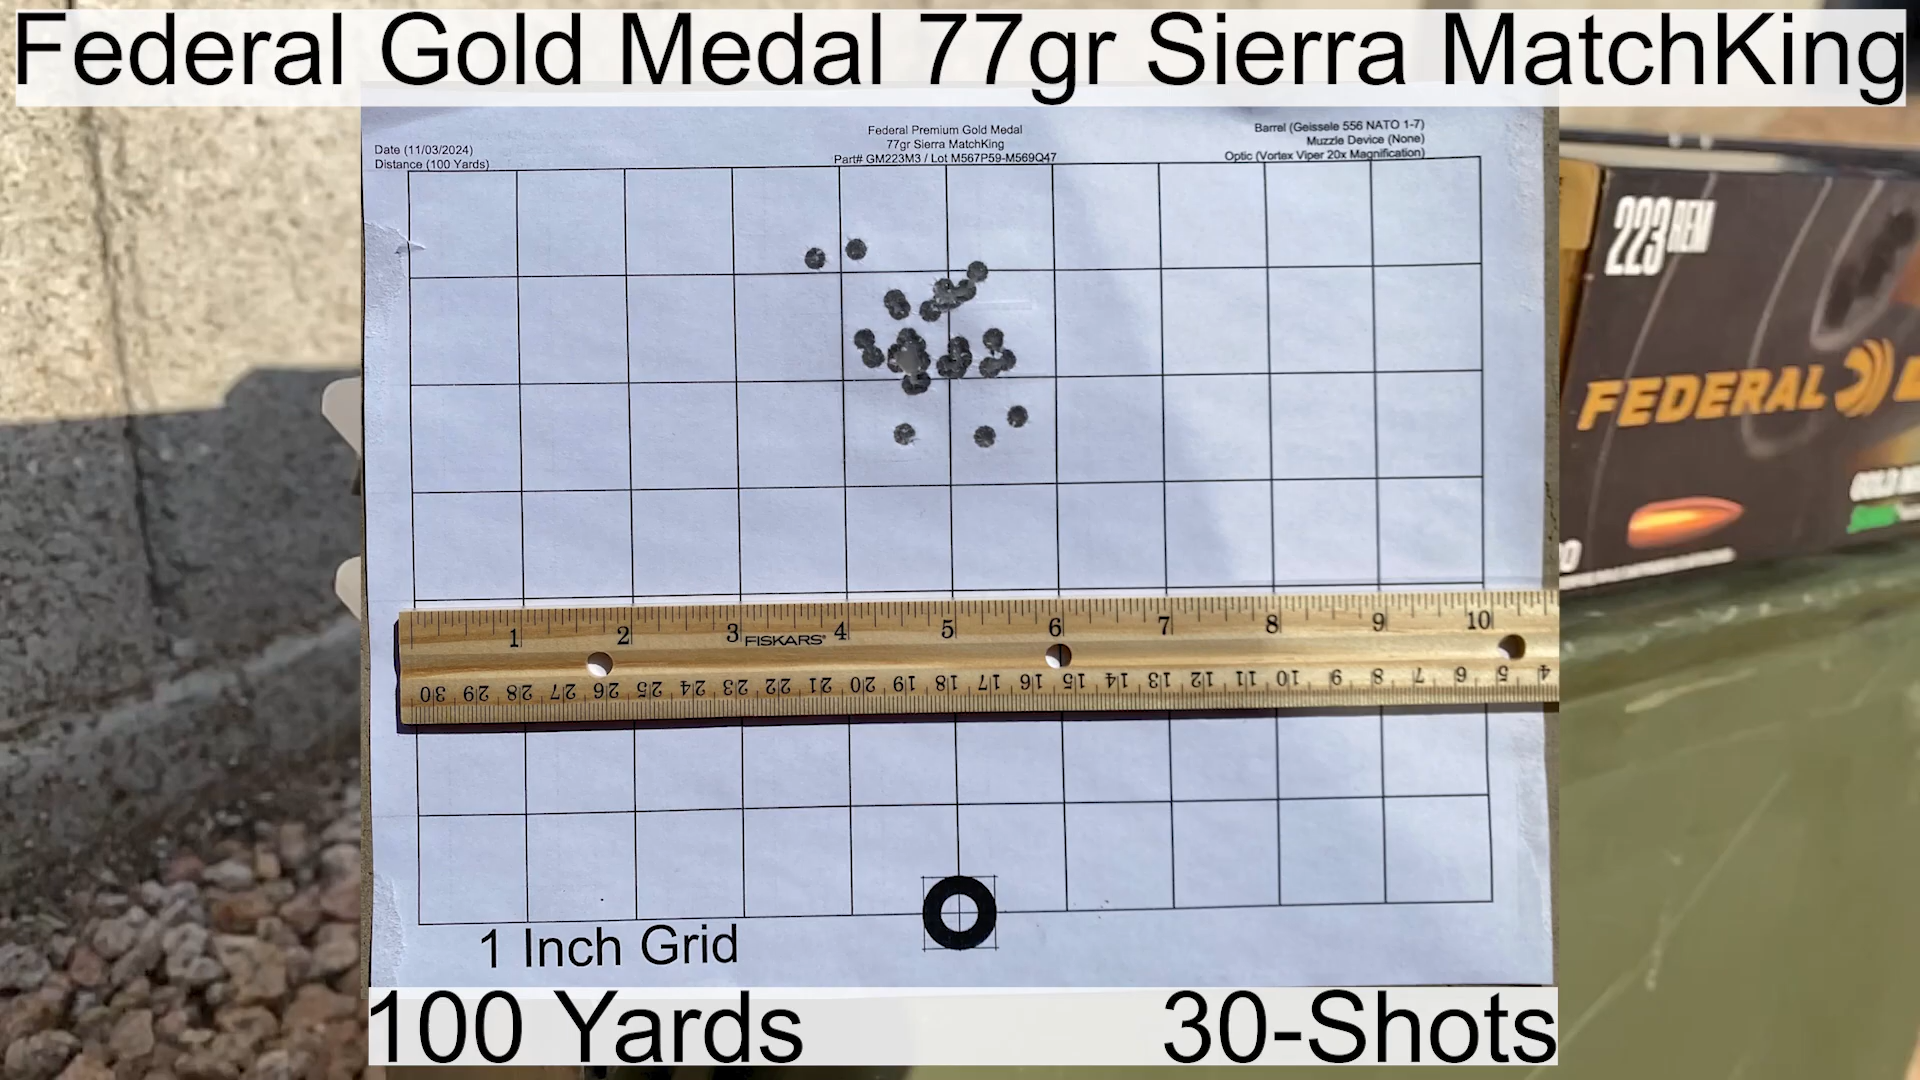 Federal Gold Medal 77gr Sierra MatchKing
Date (11/03/2024)
Distance (100 Yards)
Federal Premium Gold Medal
77gr Sierra MatchKing
Part# GM223M3 / Lot M567P59-M569Q47
Barrel (Geissele 556 NATO 1-7)
Muzzle Device (None)
Optic (Vortex Viper 20x Magnification)
223 REM
FEDERAL
1 2 3 FISKARS® 4 5 6 7 8 9 10
30 29 28 27 26 25 24 23 22 21 20 19 18 17 16 15 14 13 12 11 10 9 8 7 6 5 4
1 Inch Grid
100 Yards
30-Shots